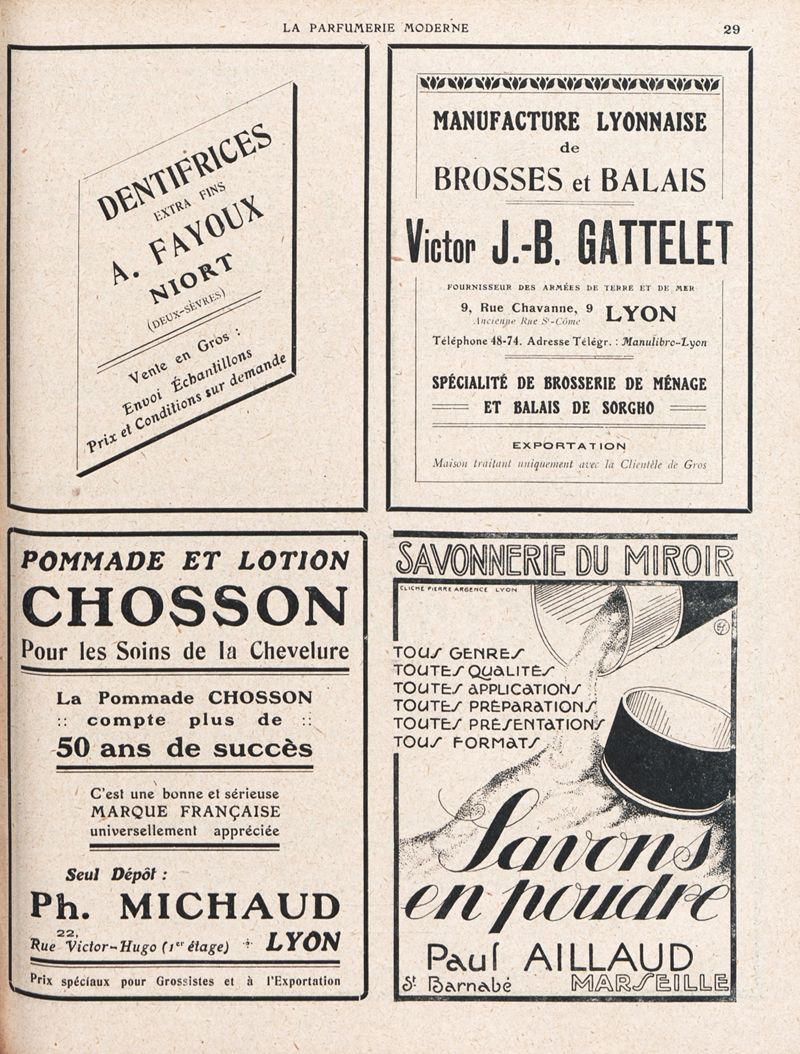 LA PARFUMERIE MODERNE
29
DENTIFRICES
EXTRA FINS
A. FAYOUX
NIORT
(DEUX-SÈVRES)
Vente en Gros :
Envoi Échantillons
Prix et Conditions sur demande
MANUFACTURE LYONNAISE
de
BROSSES et BALAIS
Victor J.-B. GATTELET
FOURNISSEUR DES ARMÉES DE TERRE ET DE MER
9, Rue Chavanne, 9 LYON
Ancienne Rue St-Côme
Téléphone 48-74. Adresse Télégr. : Manulibro-Lyon
SPÉCIALITÉ DE BROSSERIE DE MÉNAGE
ET BALAIS DE SORGHO
EXPORTATION
Maison traitant uniquement avec la Clientèle de Gros
POMMADE ET LOTION
CHOSSON
Pour les Soins de la Chevelure
La Pommade CHOSSON
:: compte plus de ::
50 ans de succès
C'est une bonne et sérieuse
MARQUE FRANÇAISE
universellement appréciée
Seul Dépôt :
Ph. MICHAUD
22,
Rue Victor-Hugo (1er étage) LYON
Prix spéciaux pour Grossistes et à l'Exportation
SAVONNERIE DU MIROIR
CLICHÉ PIERRE ARGENCE LYON
TOUS GENRES
TOUTES QUALITÉS
TOUTES APPLICATIONS
TOUTES PRÉPARATIONS
TOUTES PRÉSENTATIONS
TOUS FORMATS
Savons
en poudre
Paul AILLAUD
St Barnabé MARSEILLE